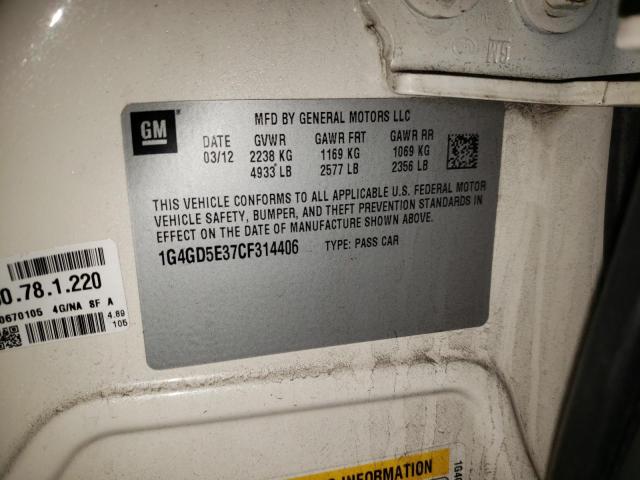 GM
MFD BY GENERAL MOTORS LLC
DATE GVWR GAWR FRT GAWR RR
03/12 2238 KG 1169 KG 1069 KG
4933 LB 2577 LB 2356 LB
THIS VEHICLE CONFORMS TO ALL APPLICABLE U.S. FEDERAL MOTOR
VEHICLE SAFETY, BUMPER, AND THEFT PREVENTION STANDARDS IN
EFFECT ON THE DATE OF MANUFACTURE SHOWN ABOVE.
1G4GD5E37CF314406 TYPE: PASS CAR
0.78.1.220
0670105 4G/NA 8F A
4.89
105
INFORMATION
1G4G